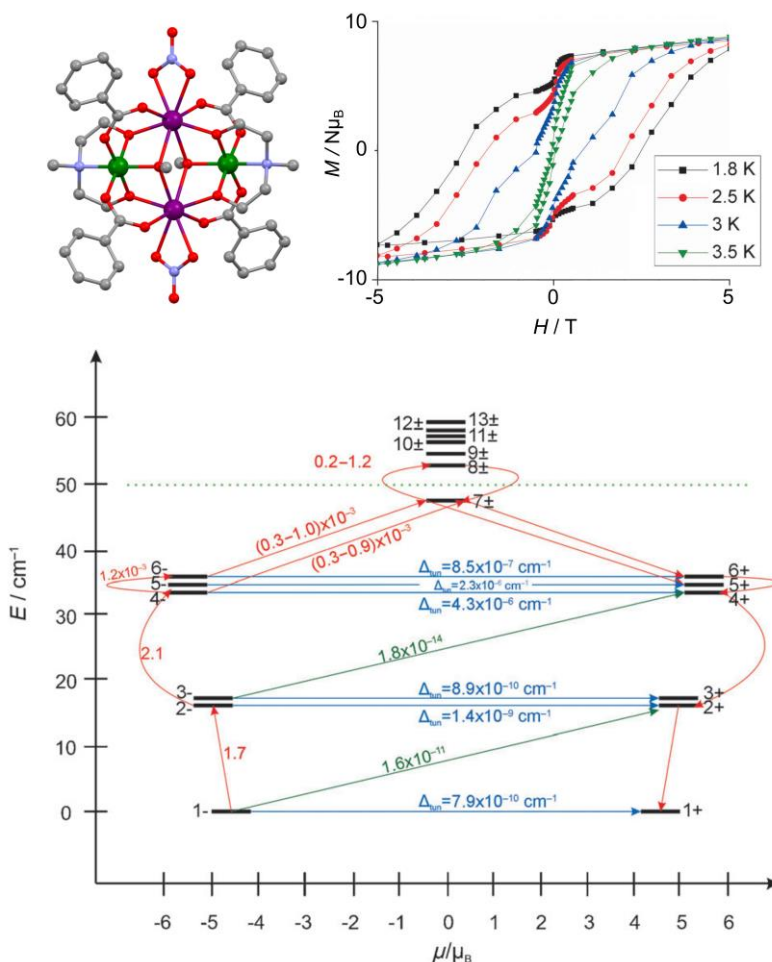 10
0
-10
M / NμB
-5
0
5
H / T
1.8 K
2.5 K
3 K
3.5 K
E / cm–1
60
50
40
30
20
10
0
12±
13±
11±
10±
9±
8±
7±
0.2–1.2
(0.3–1.0)x10–3
(0.3–0.9)x10–3
1.2x10–3
6-
5-
4-
6+
5+
4+
Δtun=8.5x10–7 cm–1
Δtun=4.3x10–6 cm–1
2.1
1.8x10–14
3-
2-
3+
2+
Δtun=8.9x10–10 cm–1
Δtun=1.4x10–9 cm–1
1.7
1.6x10–11
1-
1+
Δtun=7.9x10–10 cm–1
-6 -5 -4 -3 -2 -1 0 1 2 3 4 5 6
μ/μB